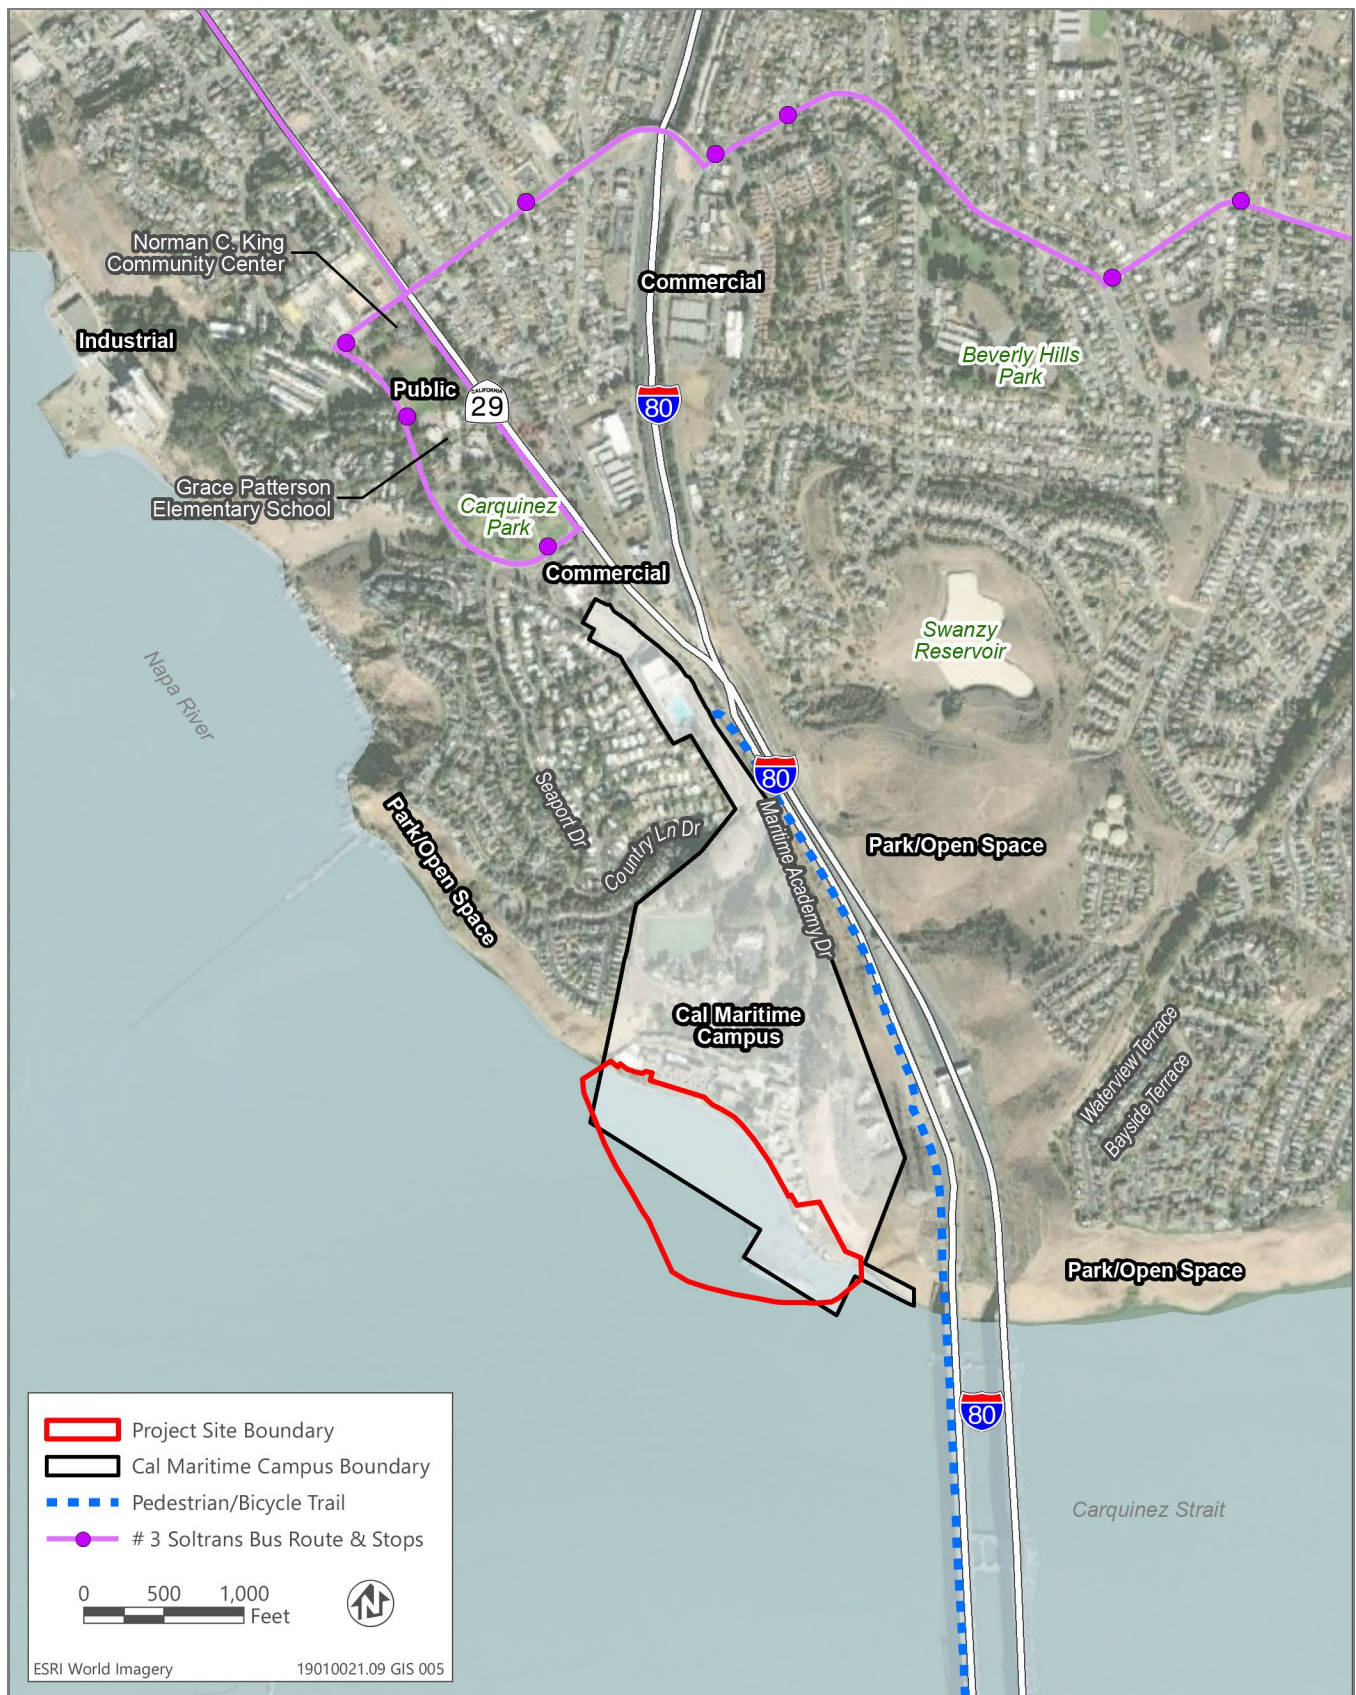 Norman C. King
Community Center
Commercial
Industrial
Beverly Hills
Park
Public
CALIFORNIA
29
80
Grace Patterson
Elementary School
Carquinez
Park
Commercial
Swanzy
Reservoir
Napa River
80
Seaport Dr
Park/Open Space
Country Ln Dr
Maritime Academy Dr
Park/Open Space
Cal Maritime
Campus
Waterview Terrace
Bayside Terrace
Park/Open Space
80
Carquinez Strait
Project Site Boundary
Cal Maritime Campus Boundary
Pedestrian/Bicycle Trail
# 3 Soltrans Bus Route & Stops
0 500 1,000
Feet
N
ESRI World Imagery 19010021.09 GIS 005